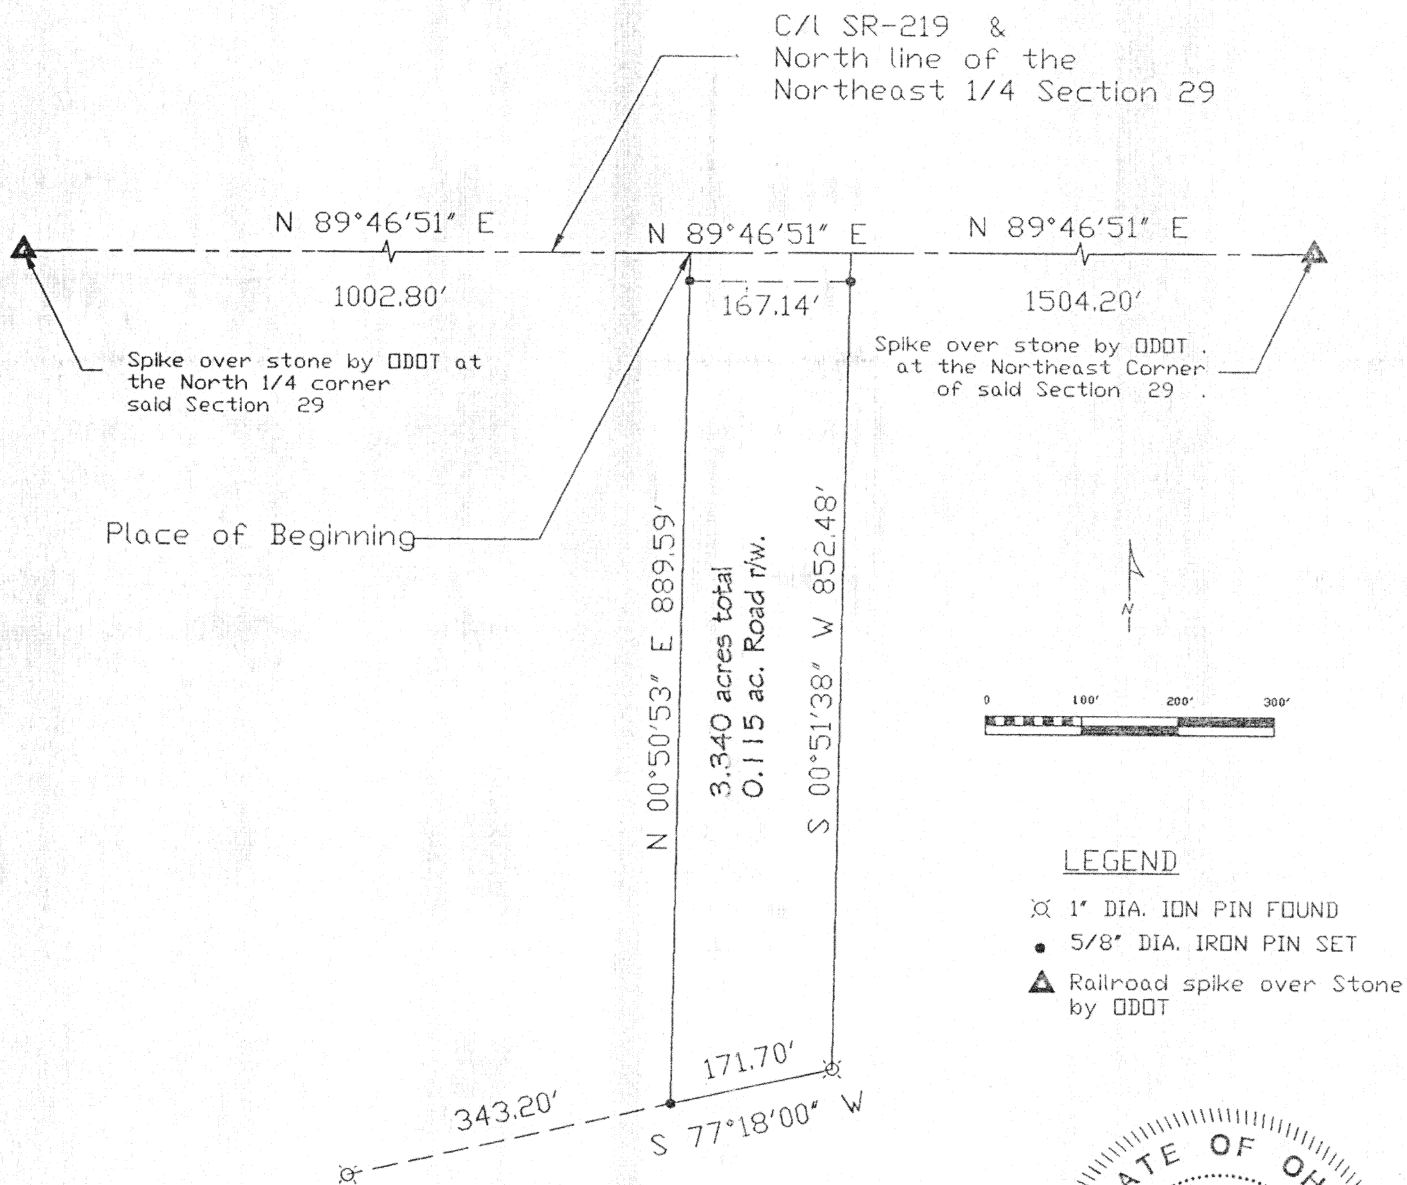 C/l SR-219 &
North line of the
Northeast 1/4 Section 29
N 89°46'51" E
N 89°46'51" E
N 89°46'51" E
1002.80'
167.14'
1504.20'
Spike over stone by ODOT at
the North 1/4 corner
said Section 29
Spike over stone by ODOT .
at the Northeast Corner
of said Section 29 .
Place of Beginning
N 00°50'53" E 889.59'
3.340 acres total
0.115 ac. Road r/w.
S 00°51'38" W 852.48'
N
0 100' 200' 300'
LEGEND
1" DIA. ION PIN FOUND
5/8" DIA. IRON PIN SET
Railroad spike over Stone
by ODOT
171.70'
343.20'
S 77°18'00" W
ATE OF OH